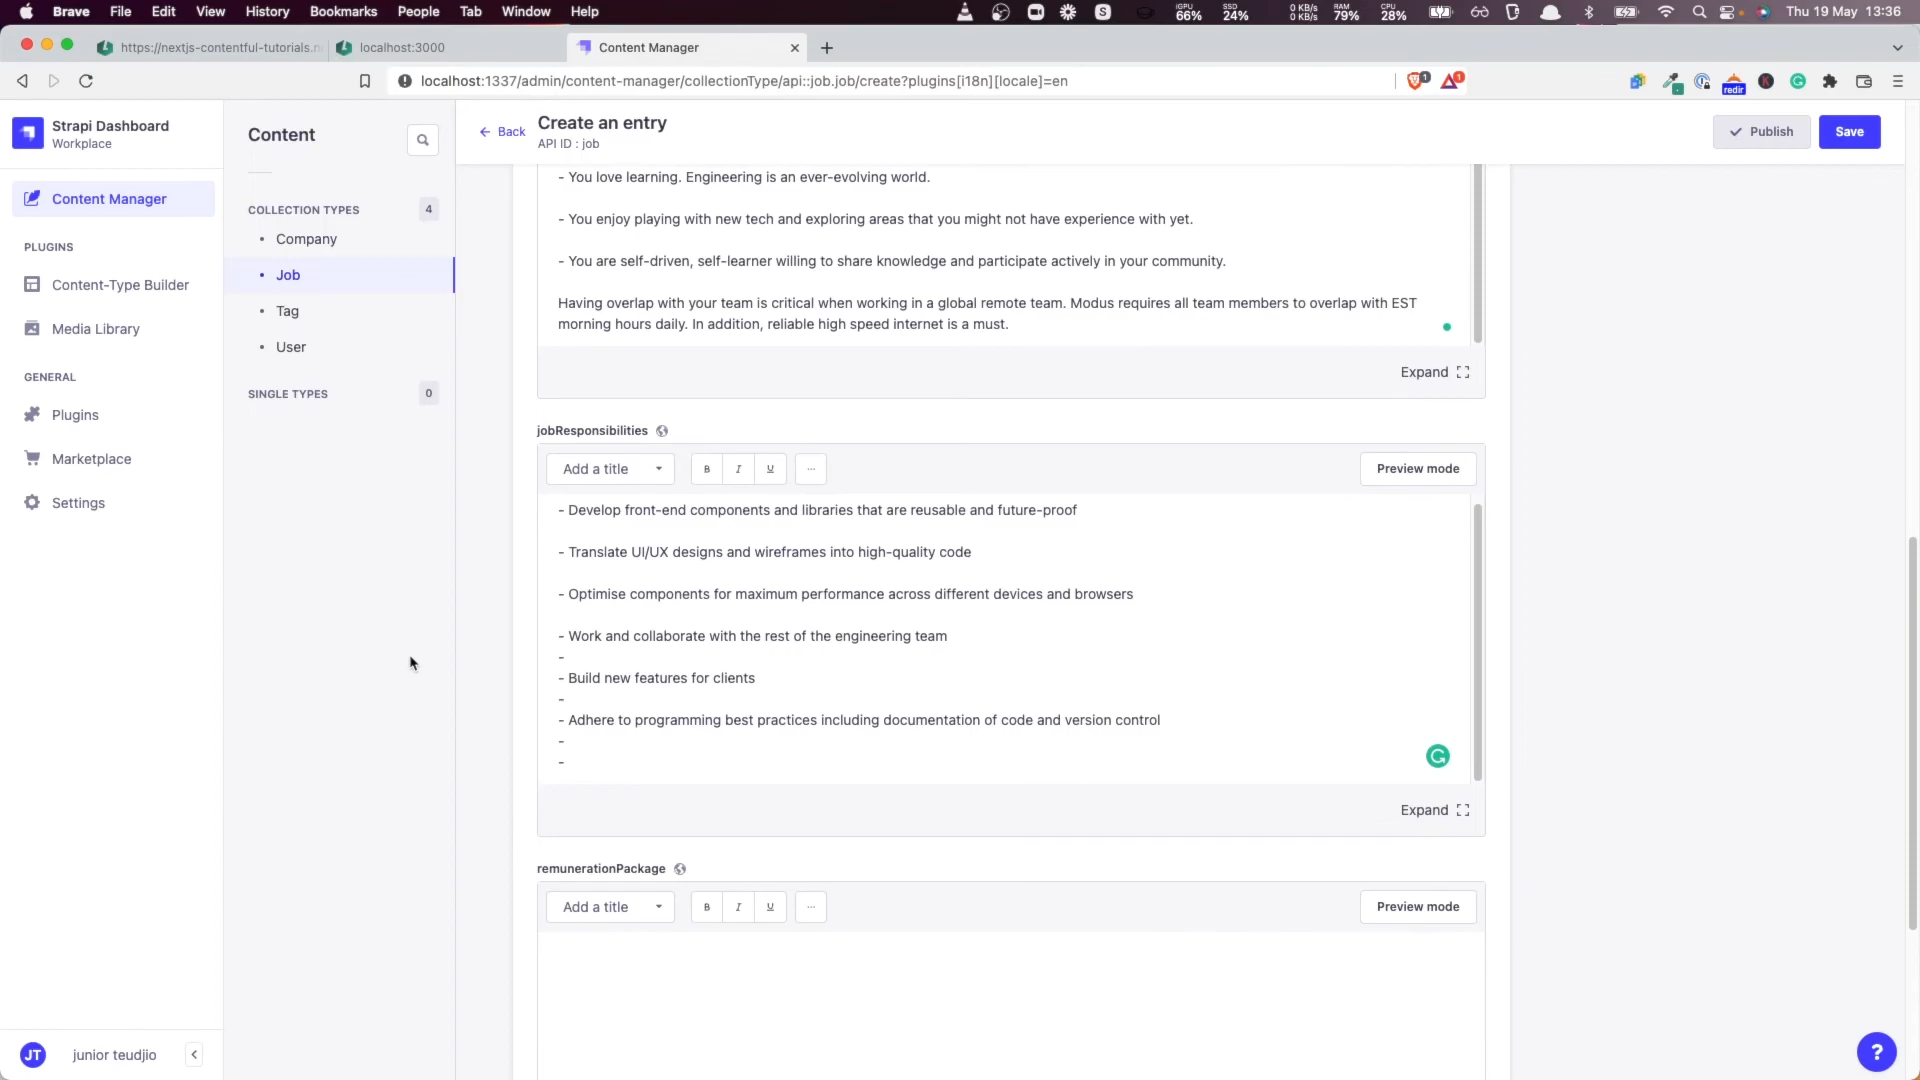 Brave File Edit View History Bookmarks People Tab Window Help
iGPU 66% SSD 24% 0 KB/s 0 KB/s RAM 79% CPU 28% Thu 19 May 13:36
https://nextjs-contentful-tutorials.n
localhost:3000
Content Manager
localhost:1337/admin/content-manager/collectionType/api::job.job/create?plugins[i18n][locale]=en
1
1
redir
Strapi Dashboard
Workplace
Content Manager
PLUGINS
Content-Type Builder
Media Library
GENERAL
Plugins
Marketplace
Settings
JT junior teudjio
Content
COLLECTION TYPES 4
Company
Job
Tag
User
SINGLE TYPES 0
Back
Create an entry
API ID : job
Publish
Save
- You love learning. Engineering is an ever-evolving world.
- You enjoy playing with new tech and exploring areas that you might not have experience with yet.
- You are self-driven, self-learner willing to share knowledge and participate actively in your community.
Having overlap with your team is critical when working in a global remote team. Modus requires all team members to overlap with EST
morning hours daily. In addition, reliable high speed internet is a must.
Expand
jobResponsibilities
Add a title B I U ... Preview mode
- Develop front-end components and libraries that are reusable and future-proof
- Translate UI/UX designs and wireframes into high-quality code
- Optimise components for maximum performance across different devices and browsers
- Work and collaborate with the rest of the engineering team
-
- Build new features for clients
-
- Adhere to programming best practices including documentation of code and version control
-
-
Expand
remunerationPackage
Add a title B I U ... Preview mode
?